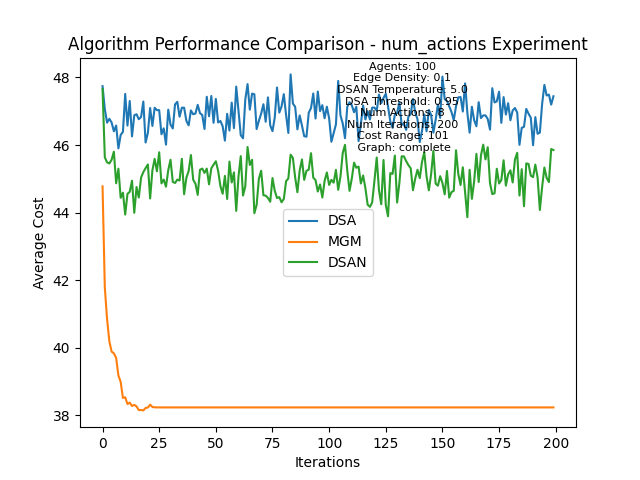 Algorithm Performance Comparison - num_actions Experiment
Agents: 100
Edge Density: 0.1
DSAN Temperature: 5.0
DSA Threshold: 0.95
Num Actions: 8
Num Iterations: 200
Cost Range: 101
Graph: complete
48
46
44
42
40
38
Average Cost
DSA
MGM
DSAN
0 25 50 75 100 125 150 175 200
Iterations